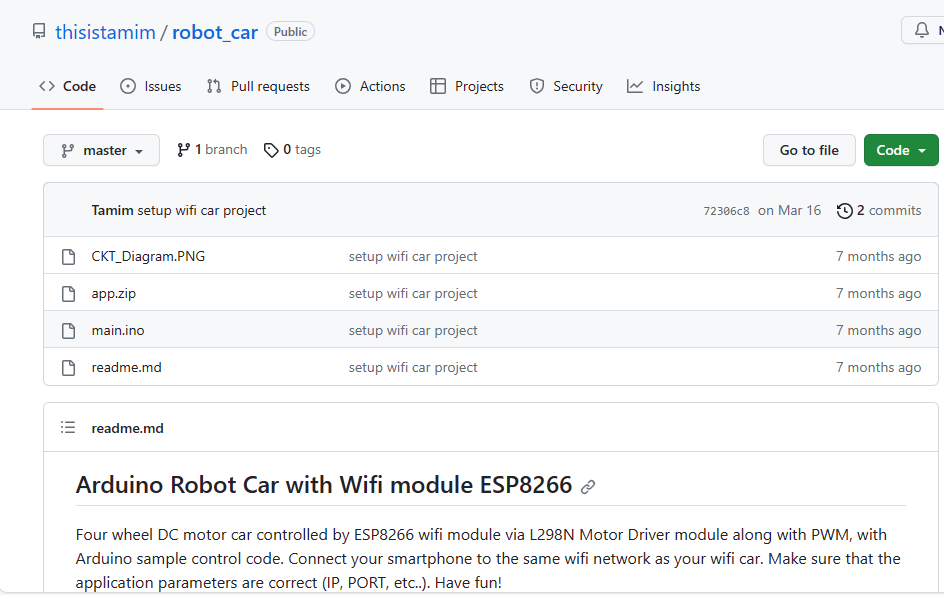 thisistamim / robot_car Public
Code Issues Pull requests Actions Projects Security Insights
master 1 branch 0 tags Go to file Code
Tamim setup wifi car project 72306c8 on Mar 16 2 commits
CKT_Diagram.PNG setup wifi car project 7 months ago
app.zip setup wifi car project 7 months ago
main.ino setup wifi car project 7 months ago
readme.md setup wifi car project 7 months ago
readme.md
Arduino Robot Car with Wifi module ESP8266
Four wheel DC motor car controlled by ESP8266 wifi module via L298N Motor Driver module along with PWM, with
Arduino sample control code. Connect your smartphone to the same wifi network as your wifi car. Make sure that the
application parameters are correct (IP, PORT, etc..). Have fun!